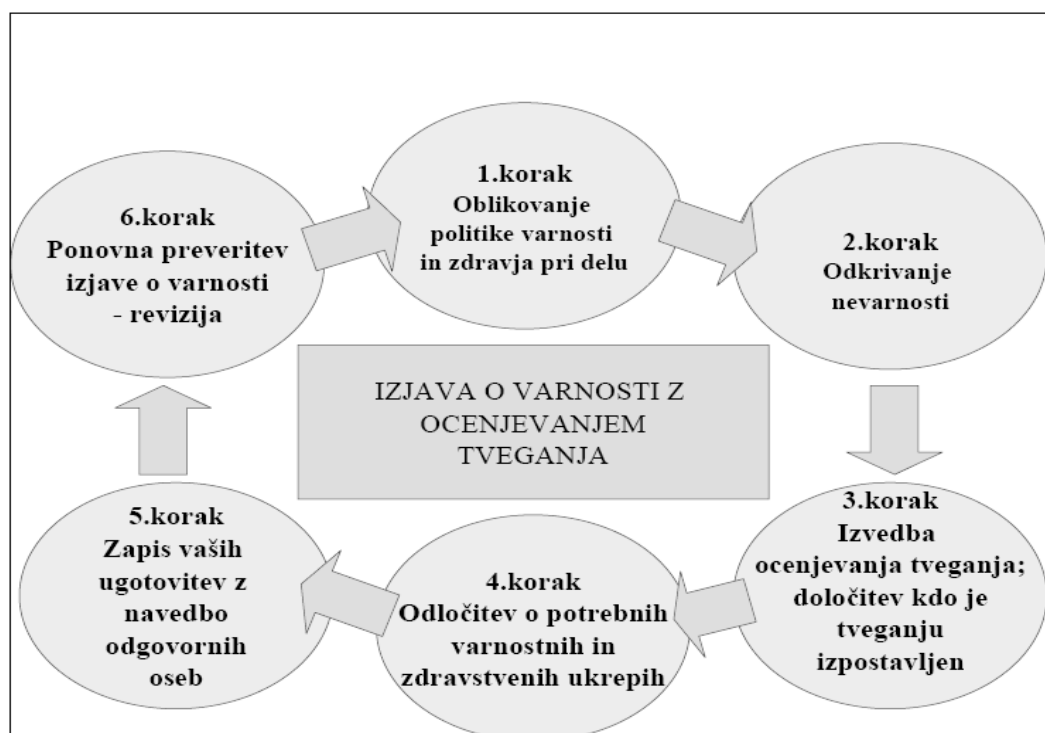 1.korak
Oblikovanje
politike varnosti
in zdravja pri delu
2.korak
Odkrivanje
nevarnosti
3.korak
Izvedba
ocenjevanja tveganja;
določitev kdo je
tveganju
izpostavljen
4.korak
Odločitev o potrebnih
varnostnih in
zdravstvenih ukrepih
5.korak
Zapis vaših
ugotovitev z
navedbo
odgovornih
oseb
6.korak
Ponovna preveritev
izjave o varnosti
- revizija
IZJAVA O VARNOSTI Z
OCENJEVANJEM
TVEGANJA